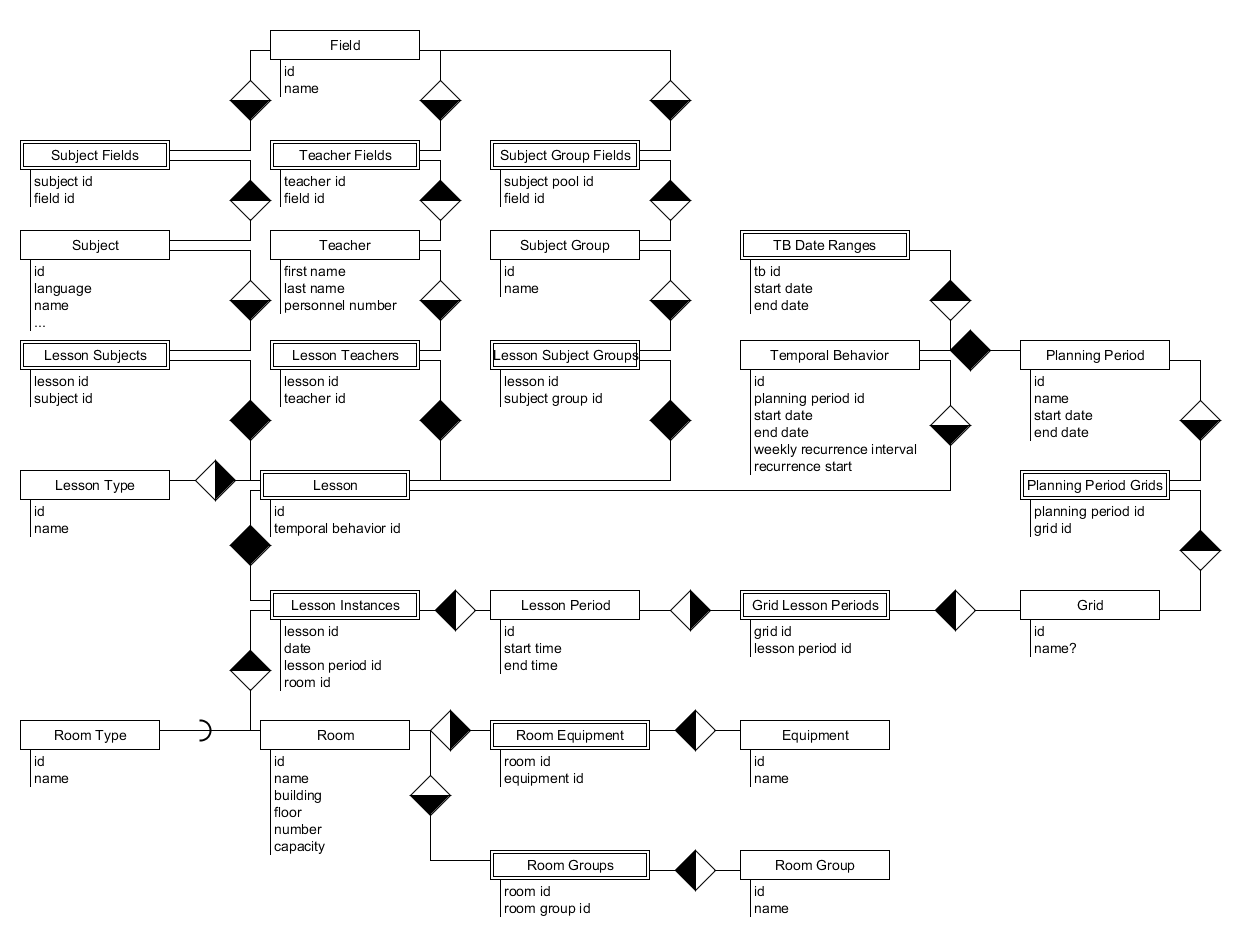 Field
id
name
Subject Fields
subject id
field id
Teacher Fields
teacher id
field id
Subject Group Fields
subject pool id
field id
Subject
id
language
name
...
Teacher
first name
last name
personnel number
Subject Group
id
name
TB Date Ranges
tb id
start date
end date
Lesson Subjects
lesson id
subject id
Lesson Teachers
lesson id
teacher id
Lesson Subject Groups
lesson id
subject group id
Temporal Behavior
id
planning period id
start date
end date
weekly recurrence interval
recurrence start
Planning Period
id
name
start date
end date
Lesson Type
id
name
Lesson
id
temporal behavior id
Planning Period Grids
planning period id
grid id
Lesson Instances
lesson id
date
lesson period id
room id
Lesson Period
id
start time
end time
Grid Lesson Periods
grid id
lesson period id
Grid
id
name?
Room Type
id
name
Room
id
name
building
floor
number
capacity
Room Equipment
room id
equipment id
Equipment
id
name
Room Groups
room id
room group id
Room Group
id
name